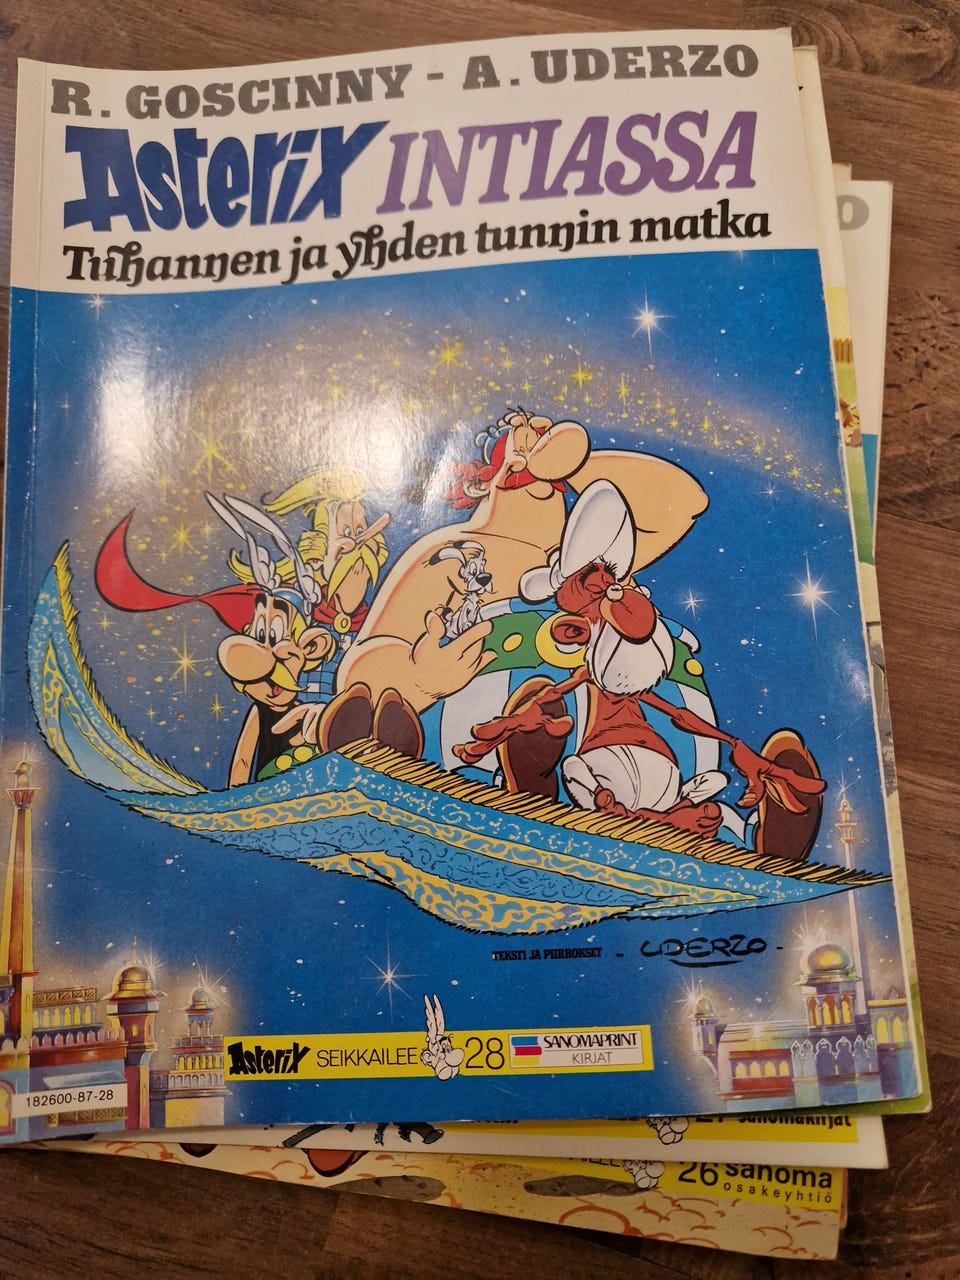 R. GOSCINNY - A. UDERZO
Asterix INTIASSA
Tuhannen ja yhden tunnin matka
TEKSTI JA PIIRROKSET - UDERZO -
Asterix SEIKKAILEE 28 SANOMAPRINT
KIRJAT
182600-87-28
sanomakirjat
26 sanoma
osakeyhtiö